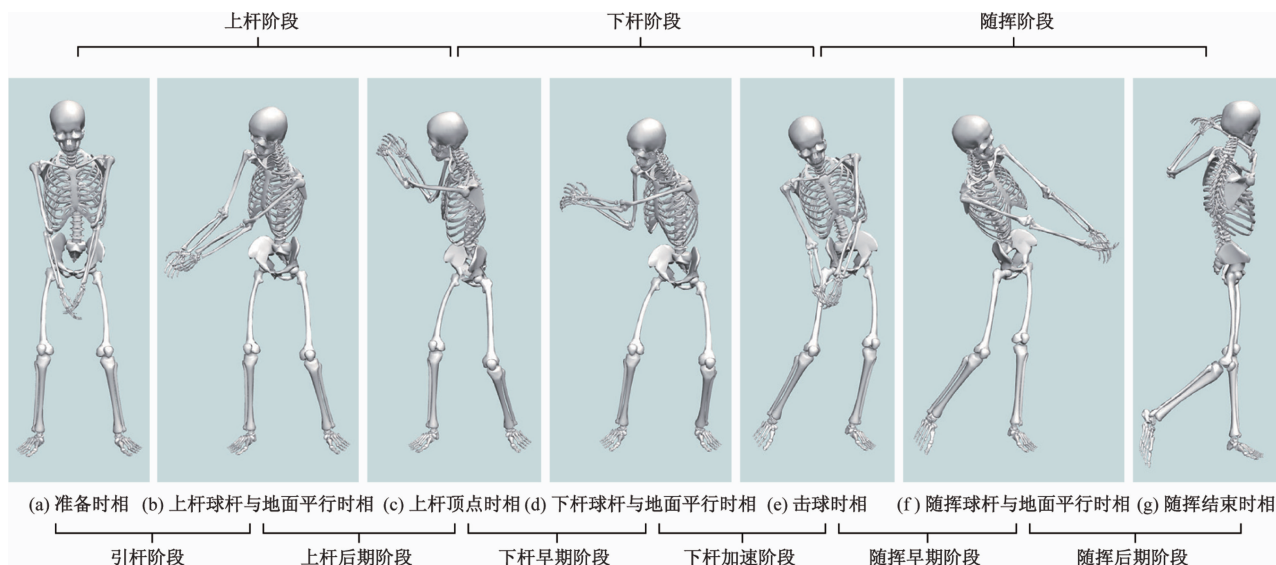 上杆阶段 下杆阶段 随挥阶段
(a) 准备时相 (b) 上杆球杆与地面平行时相 (c) 上杆顶点时相 (d) 下杆球杆与地面平行时相 (e) 击球时相 (f) 随挥球杆与地面平行时相 (g) 随挥结束时相
引杆阶段 上杆后期阶段 下杆早期阶段 下杆加速阶段 随挥早期阶段 随挥后期阶段